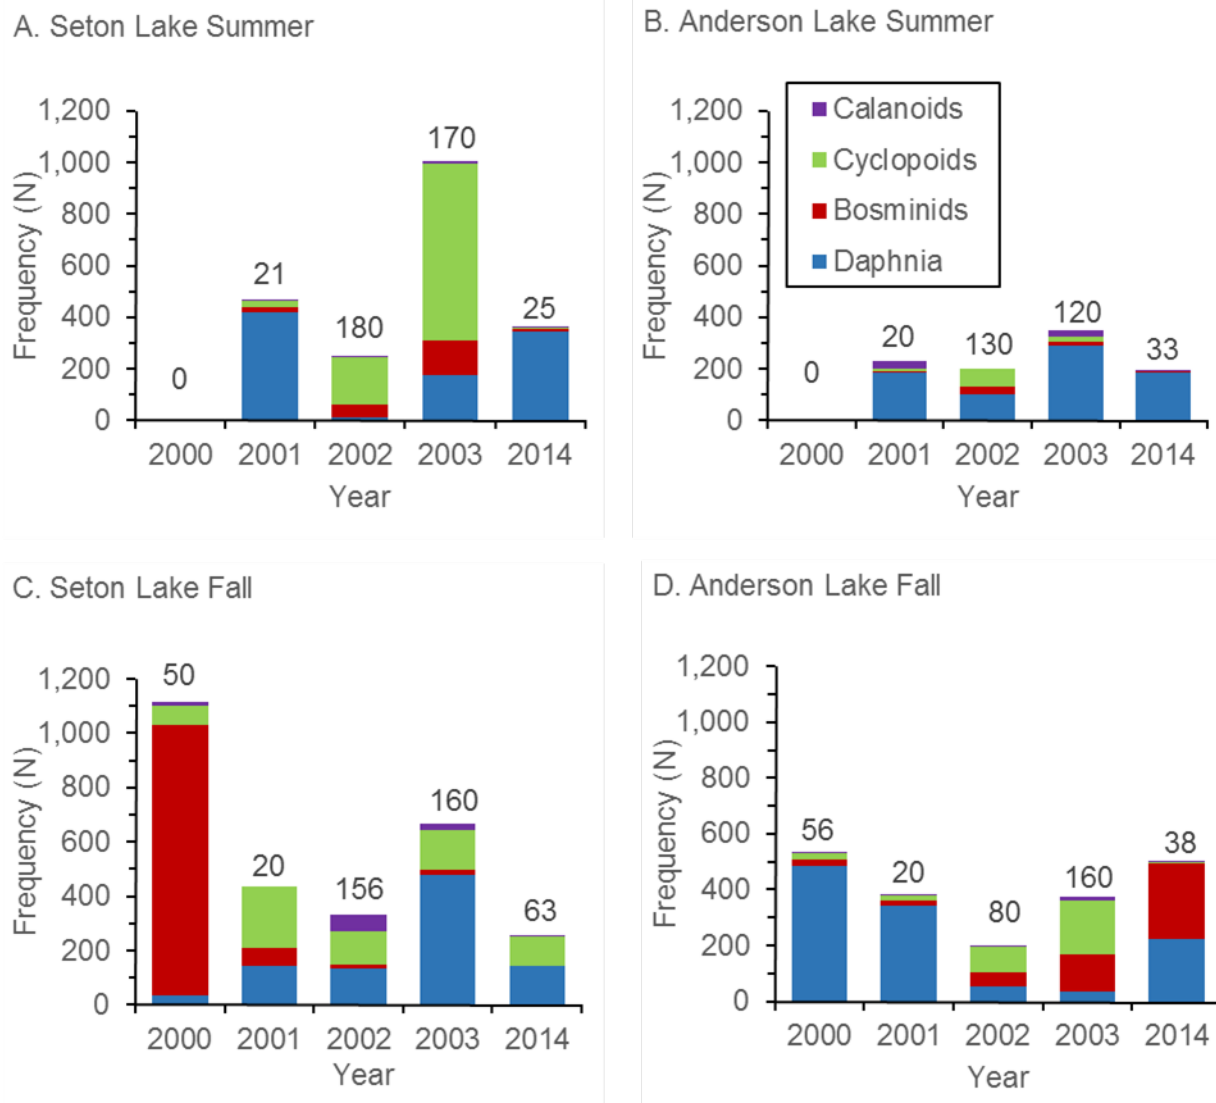 A. Seton Lake Summer
Frequency (N)
1,200
1,000
800
600
400
200
0
0
21
180
170
25
2000 2001 2002 2003 2014
Year
B. Anderson Lake Summer
Frequency (N)
1,200
1,000
800
600
400
200
0
Calanoids
Cyclopoids
Bosminids
Daphnia
0
20
130
120
33
2000 2001 2002 2003 2014
Year
C. Seton Lake Fall
Frequency (N)
1,200
1,000
800
600
400
200
0
50
20
156
160
63
2000 2001 2002 2003 2014
Year
D. Anderson Lake Fall
Frequency (N)
1,200
1,000
800
600
400
200
0
56
20
80
160
38
2000 2001 2002 2003 2014
Year